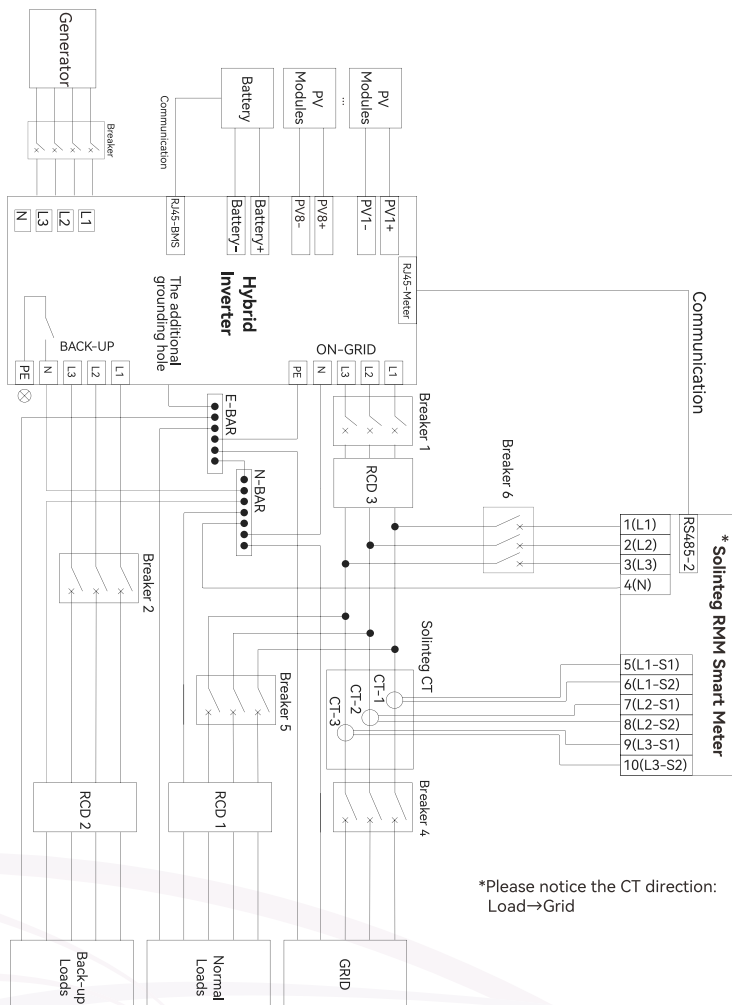 Generator
Breaker
Communication
Battery
PV
Modules
...
PV
Modules
N
L3
L2
L1
RJ45-BMS
Battery-
Battery+
PV8-
PV8+
PV1-
PV1+
RJ45-Meter
Hybrid
Inverter
The additional
grounding hole
BACK-UP
ON-GRID
PE
N
L3
L2
L1
PE
N
L3
L2
L1
Communication
E-BAR
N-BAR
Breaker 1
RCD 3
Breaker 6
* Solinteg RMM Smart Meter
RS485-2
1(L1)
2(L2)
3(L3)
4(N)
5(L1-S1)
6(L1-S2)
7(L2-S1)
8(L2-S2)
9(L3-S1)
10(L3-S2)
Breaker 2
Solinteg CT
CT-1
CT-2
CT-3
Breaker 5
Breaker 4
RCD 2
RCD 1
*Please notice the CT direction:
Load→Grid
Back-up
Loads
Normal
Loads
GRID